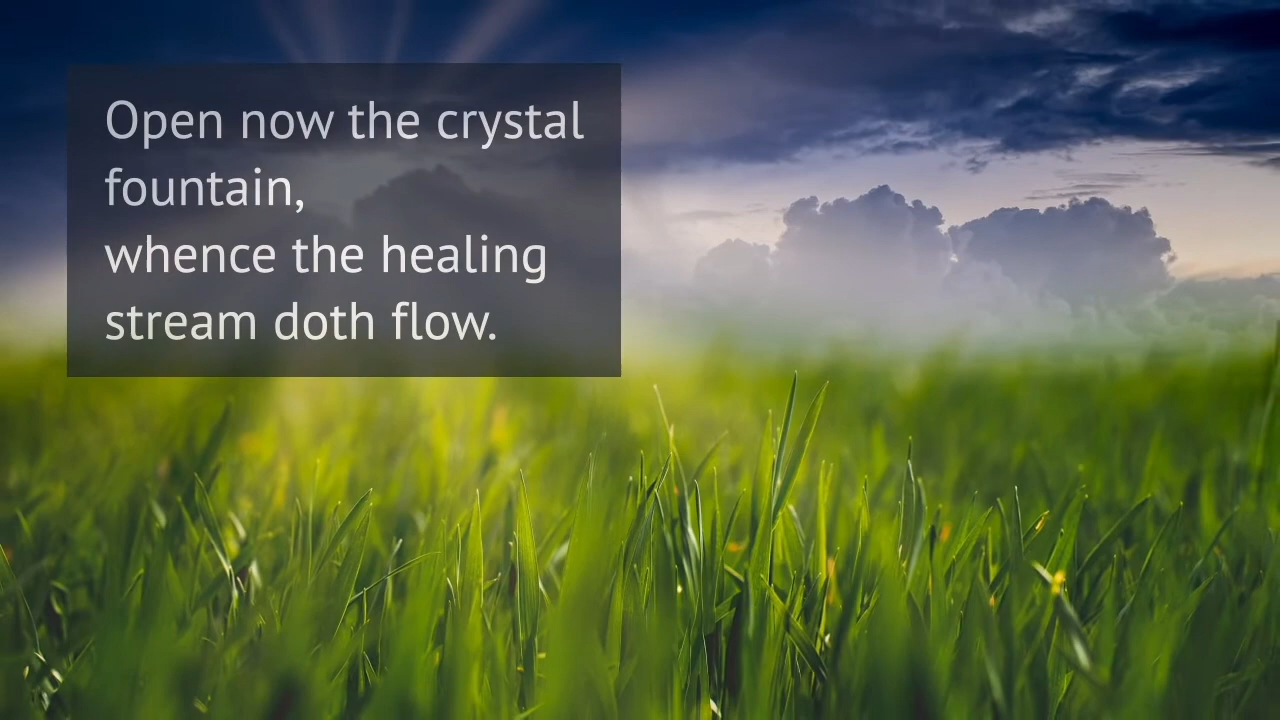 Open now the crystal
fountain,
whence the healing
stream doth flow.